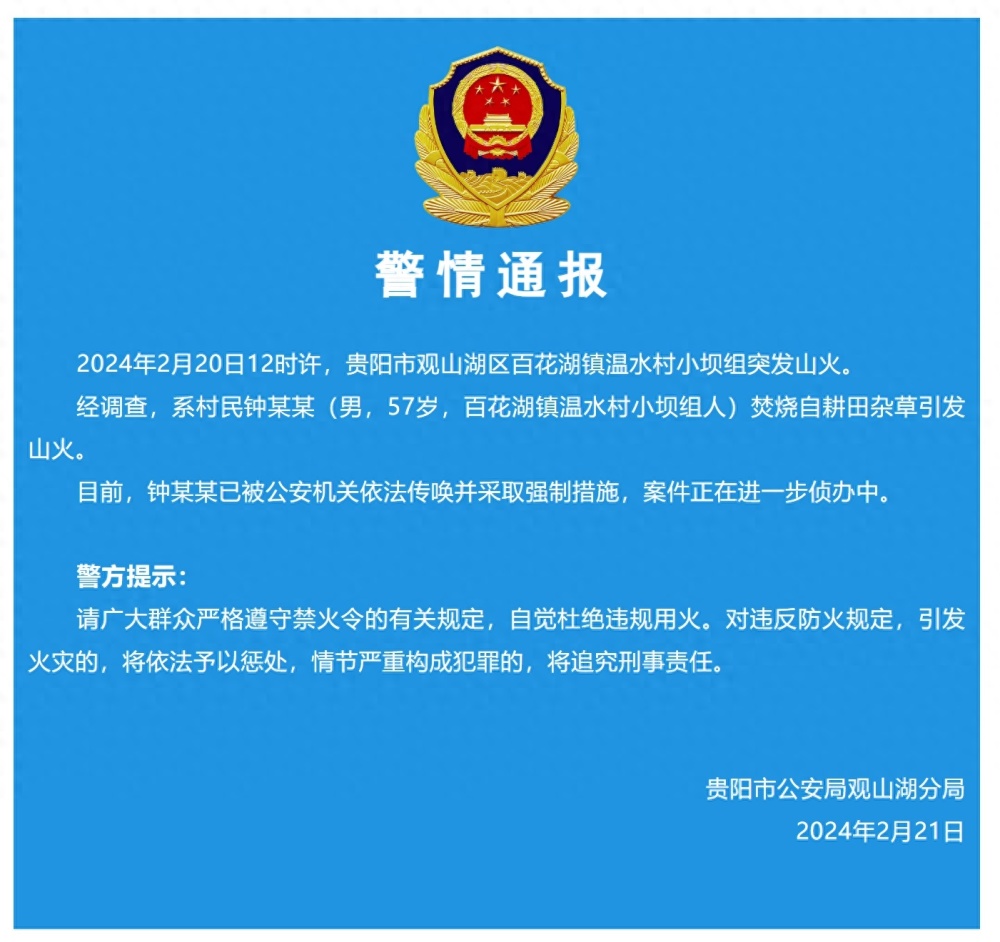 警情通报
2024年2月20日12时许，贵阳市观山湖区百花湖镇温水村小坝组突发山火。
经调查，系村民钟某某（男，57岁，百花湖镇温水村小坝组人）焚烧自耕田杂草引发
山火。
目前，钟某某已被公安机关依法传唤并采取强制措施，案件正在进一步侦办中。
警方提示：
请广大群众严格遵守禁火令的有关规定，自觉杜绝违规用火。对违反防火规定，引发
火灾的，将依法予以惩处，情节严重构成犯罪的，将追究刑事责任。
贵阳市公安局观山湖分局
2024年2月21日